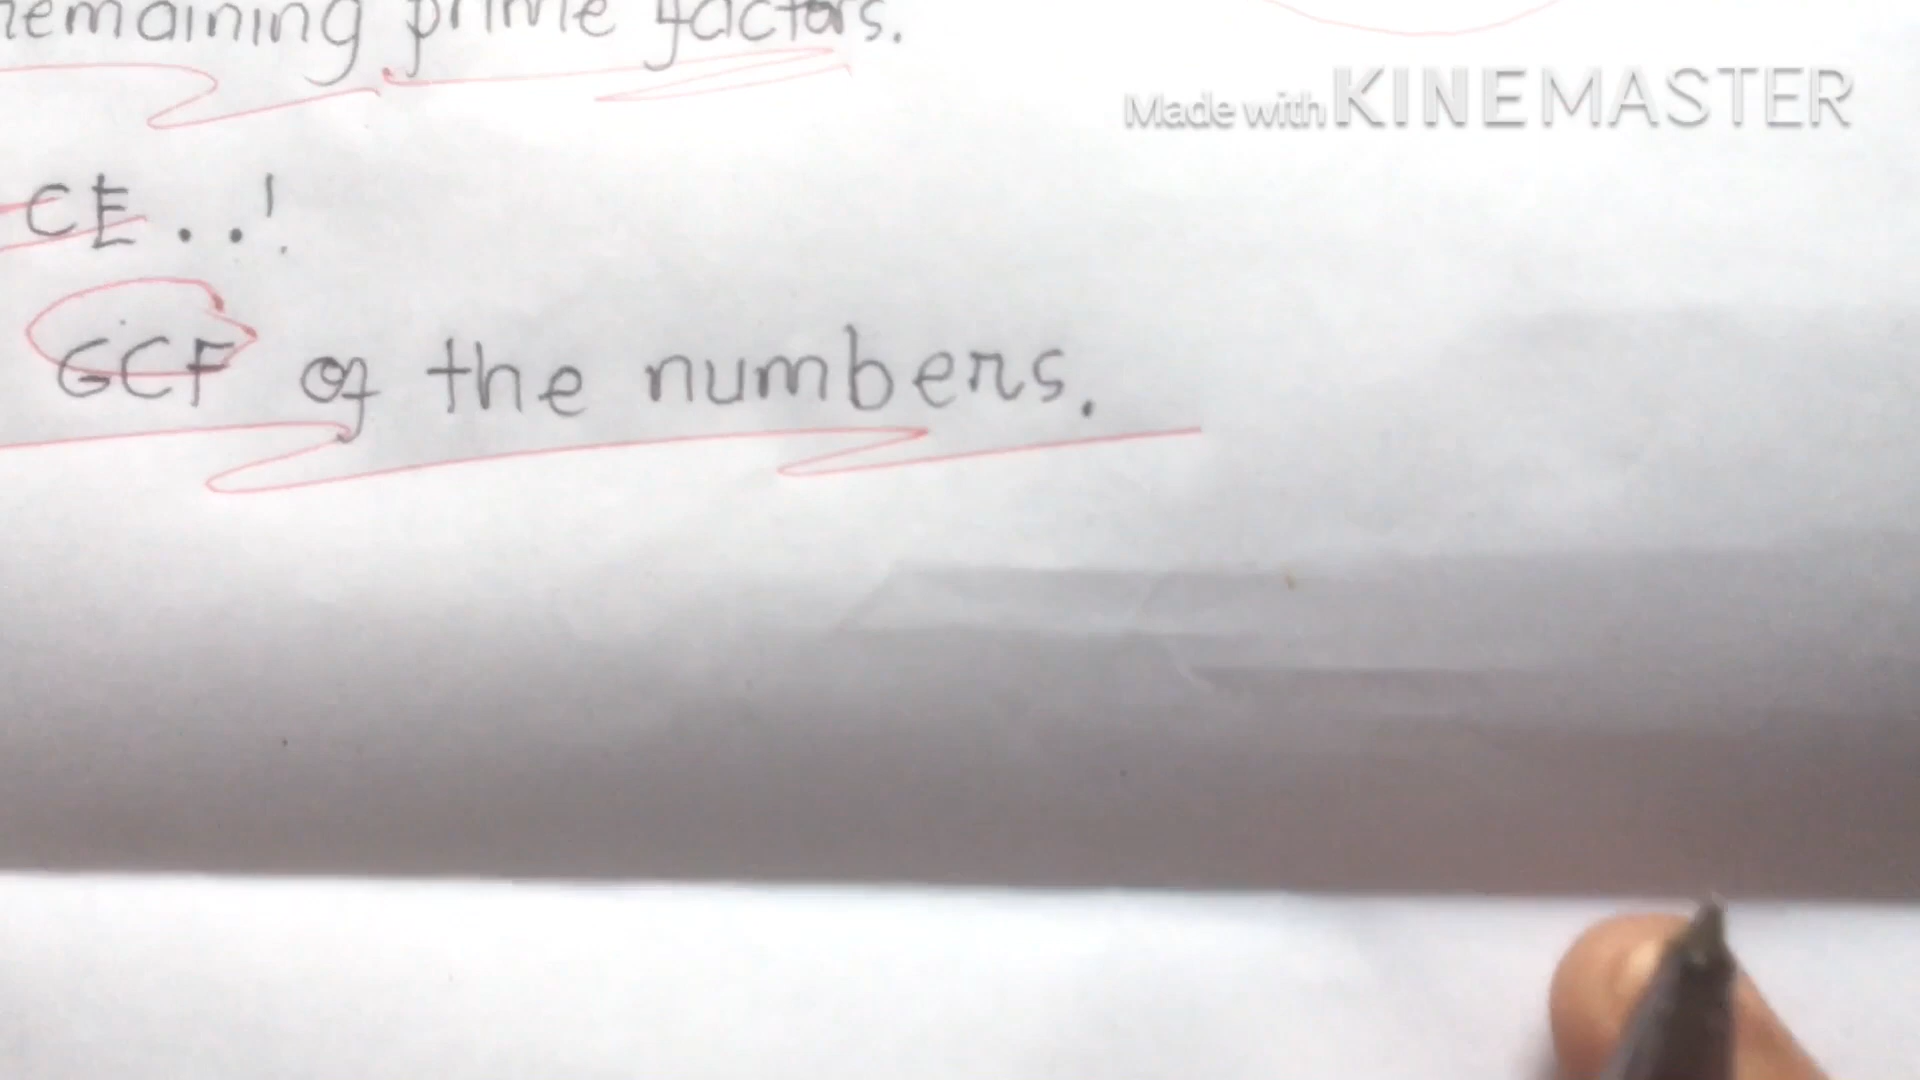 remaining prime factors.
Made with KINEMASTER
CE..!
GCF of the numbers.